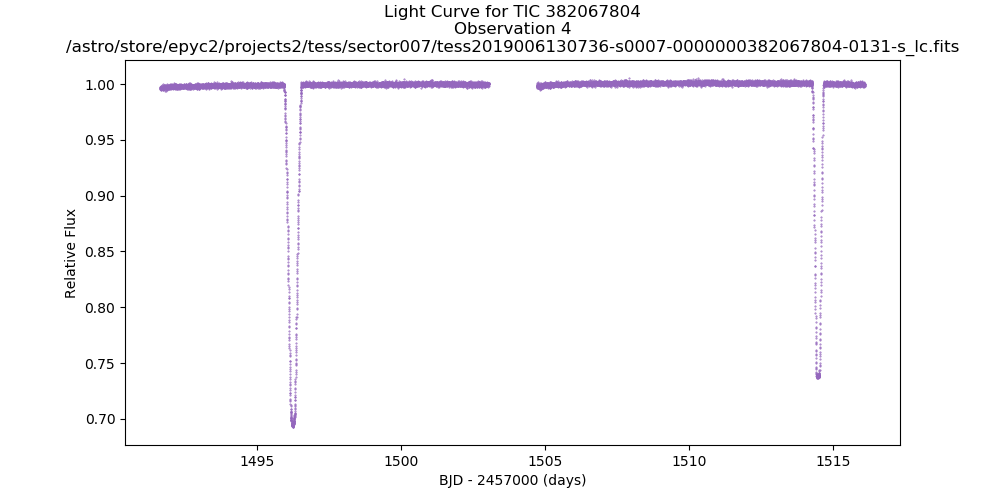 Light Curve for TIC 382067804
Observation 4
/astro/store/epyc2/projects2/tess/sector007/tess2019006130736-s0007-0000000382067804-0131-s_lc.fits
1.00
0.95
0.90
0.85
0.80
0.75
0.70
Relative Flux
1495
1500
1505
1510
1515
BJD - 2457000 (days)